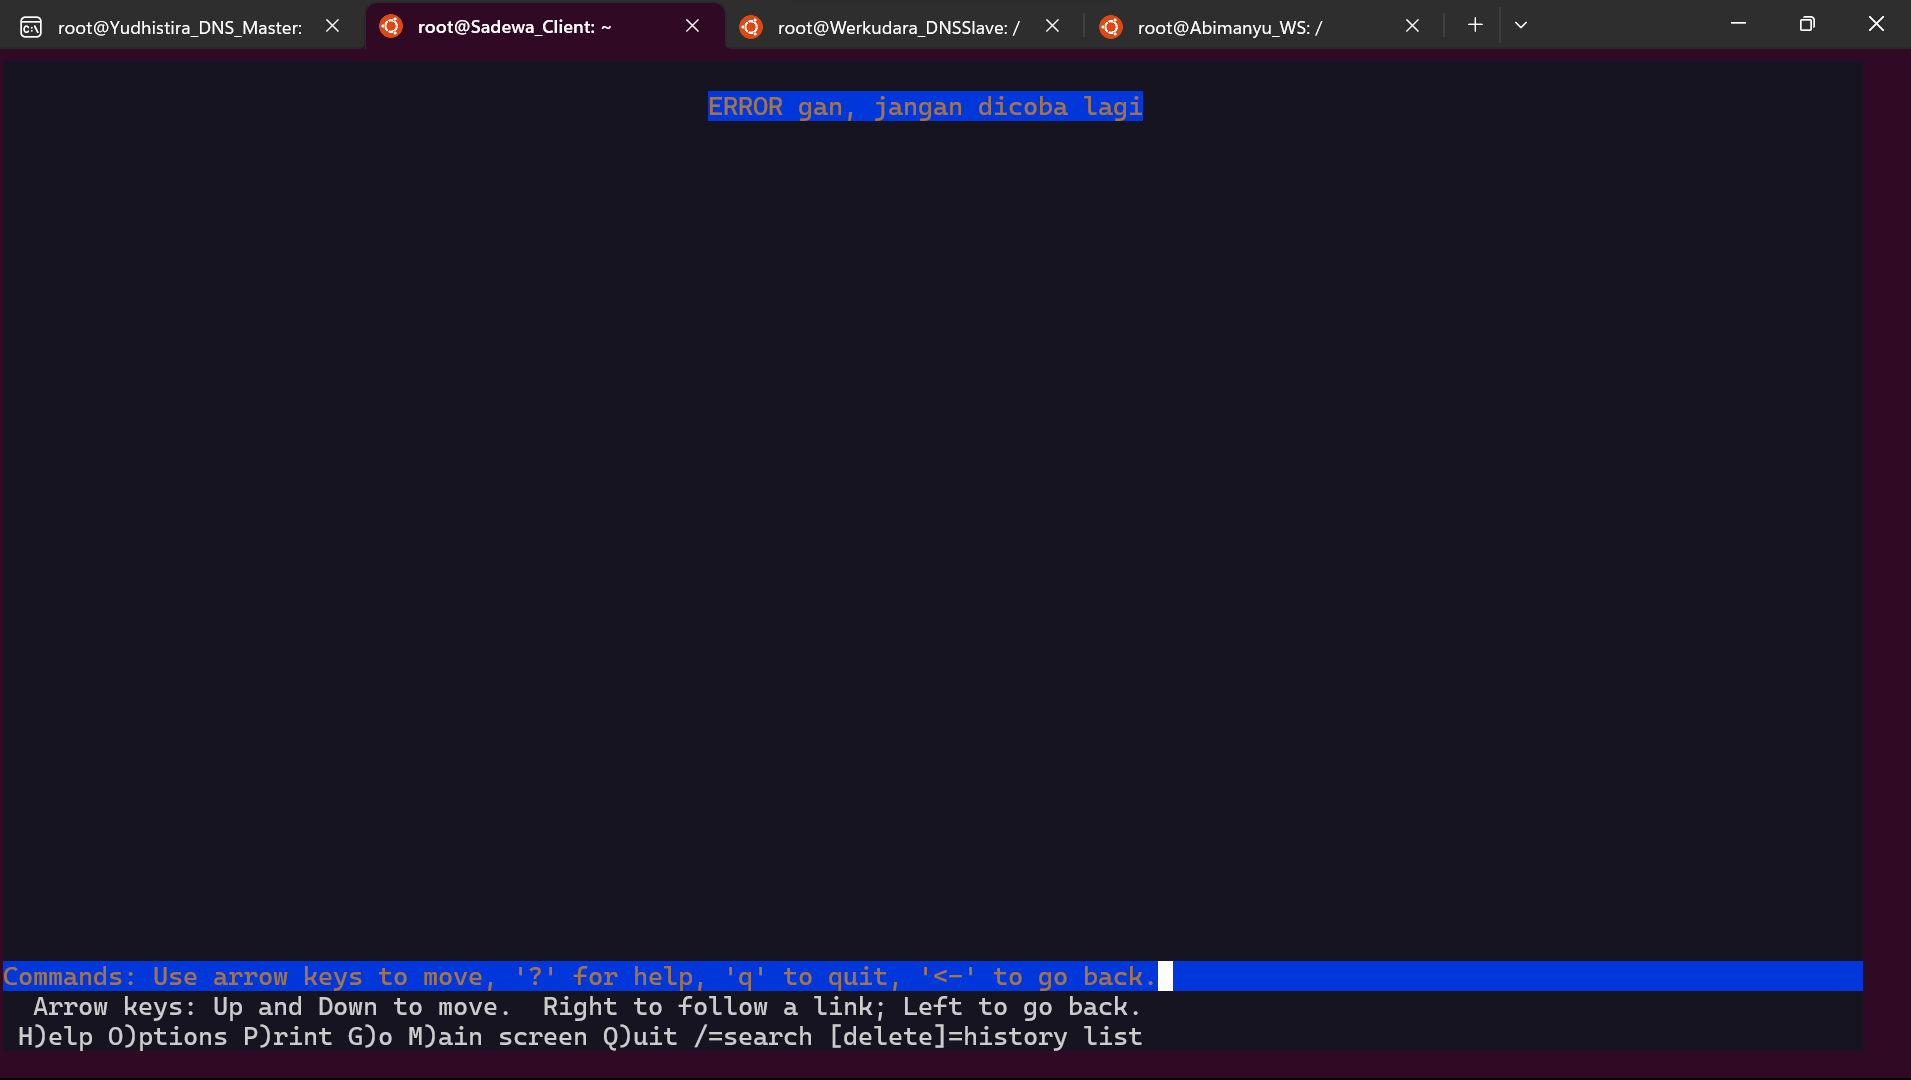 root@Yudhistira_DNS_Master:
root@Sadewa_Client: ~
root@Werkudara_DNSSlave: /
root@Abimanyu_WS: /
ERROR gan, jangan dicoba lagi
Commands: Use arrow keys to move, '?' for help, 'q' to quit, '<-' to go back.
Arrow keys: Up and Down to move.  Right to follow a link; Left to go back.
H)elp O)ptions P)rint G)o M)ain screen Q)uit /=search [delete]=history list